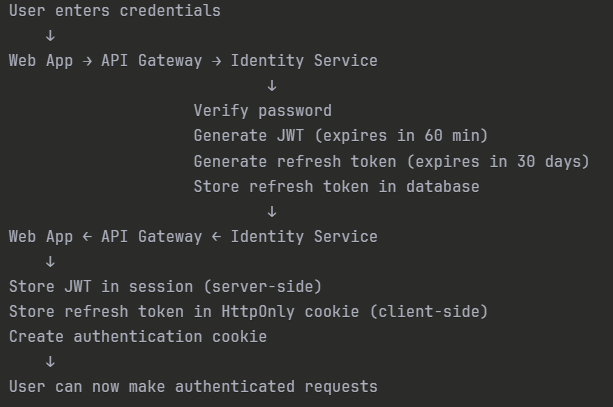 User enters credentials
↓
Web App → API Gateway → Identity Service
↓
Verify password
Generate JWT (expires in 60 min)
Generate refresh token (expires in 30 days)
Store refresh token in database
↓
Web App ← API Gateway ← Identity Service
↓
Store JWT in session (server-side)
Store refresh token in HttpOnly cookie (client-side)
Create authentication cookie
↓
User can now make authenticated requests